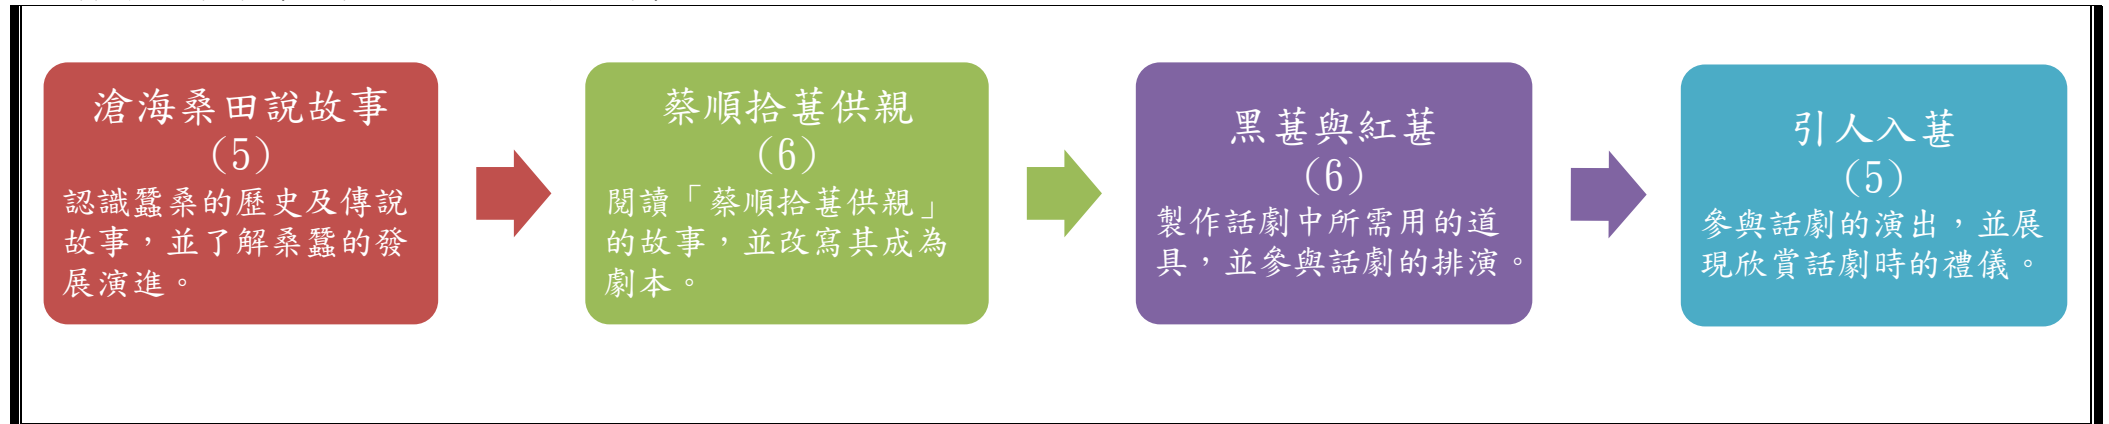 滄海桑田說故事
(5)
認識蠶桑的歷史及傳說
故事，並了解桑蠶的發
展演進。
蔡順拾葚供親
(6)
閱讀「蔡順拾葚供親」
的故事，並改寫其成為
劇本。
黑葚與紅葚
(6)
製作話劇中所需用的道
具，並參與話劇的排演。
引人入葚
(5)
參與話劇的演出，並展
現欣賞話劇時的禮儀。